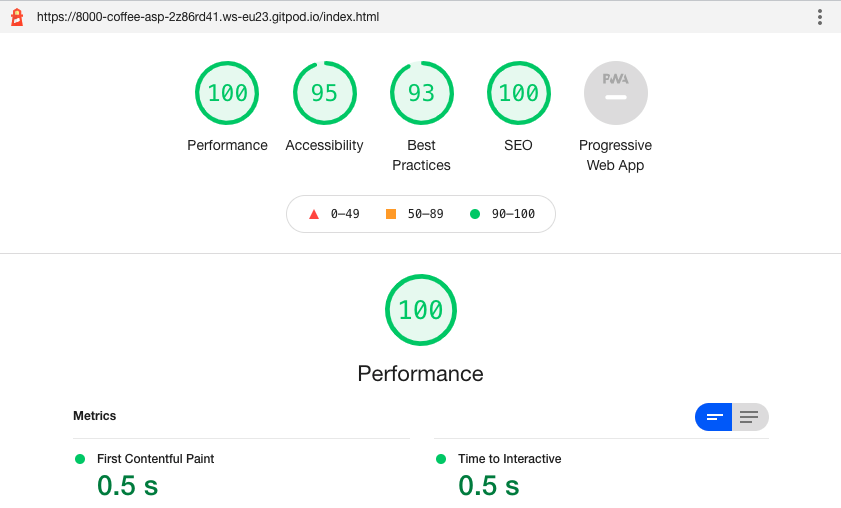 https://8000-coffee-asp-2z86rd41.ws-eu23.gitpod.io/index.html
100
95
93
100
PWA
Performance
Accessibility
Best
Practices
SEO
Progressive
Web App
0–49
50–89
90–100
100
Performance
Metrics
First Contentful Paint
0.5 s
Time to Interactive
0.5 s